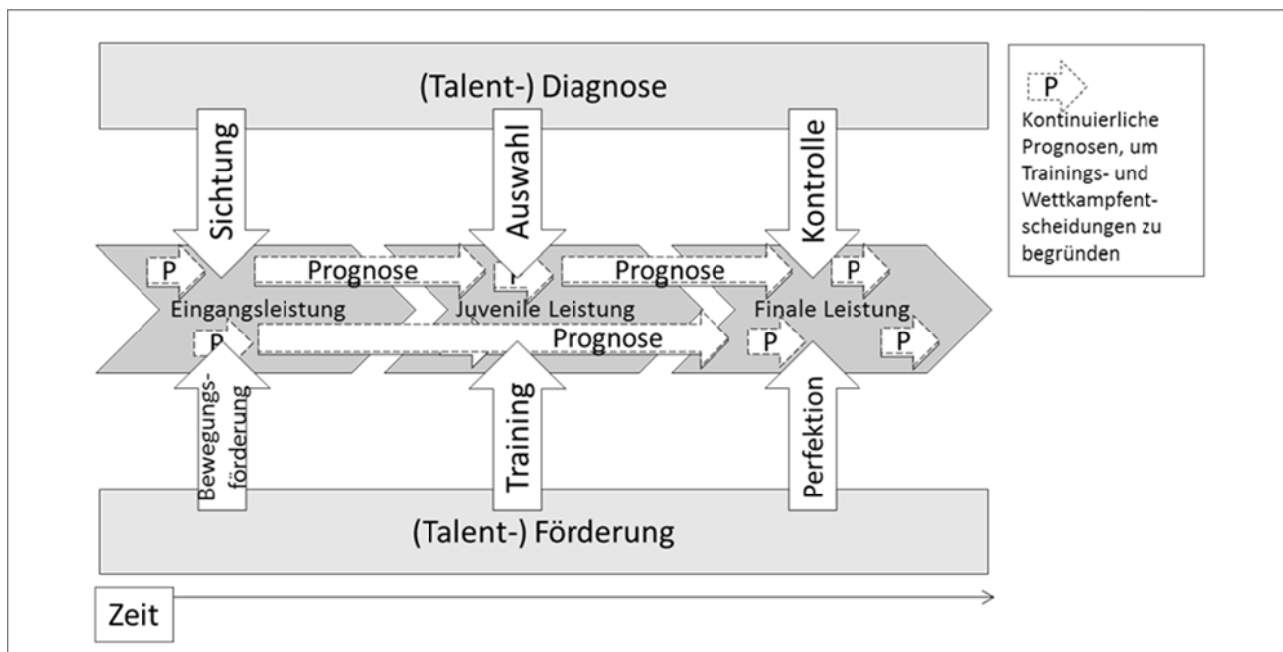 (Talent-) Diagnose
Sichtung
Auswahl
Kontrolle
P
Kontinuierliche
Prognosen, um
Trainings- und
Wettkampfent-
scheidungen zu
begründen
P
Prognose
Prognose
P
Eingangsleistung
Juvenile Leistung
Finale Leistung
P
Prognose
P
P
Bewegungs-
förderung
Training
Perfektion
(Talent-) Förderung
Zeit